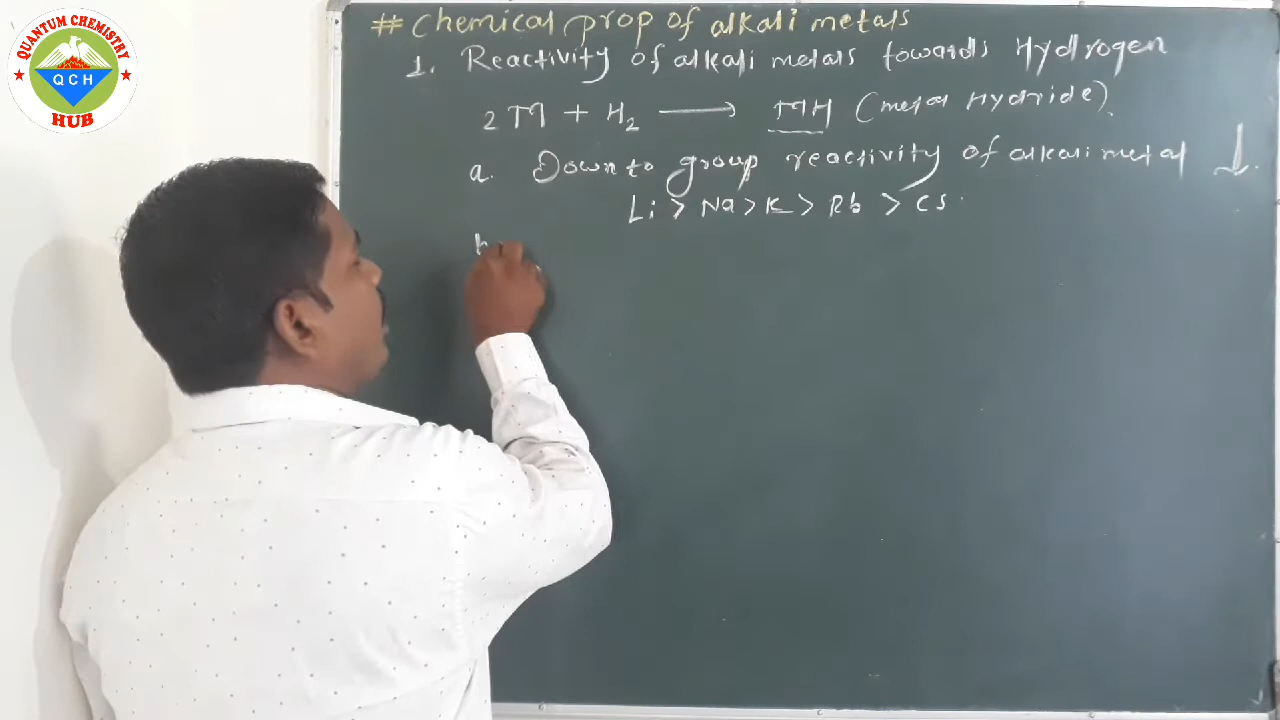 QUANTUM CHEMISTRY
QCH
HUB
# Chemical prop of alkali metals
1. Reactivity of alkali metals towards Hydrogen
2M + H₂ ⟶ MH (metal Hydride).
a. Down to group reactivity of alkali metal ↓.
Li > Na > K > Rb > Cs.